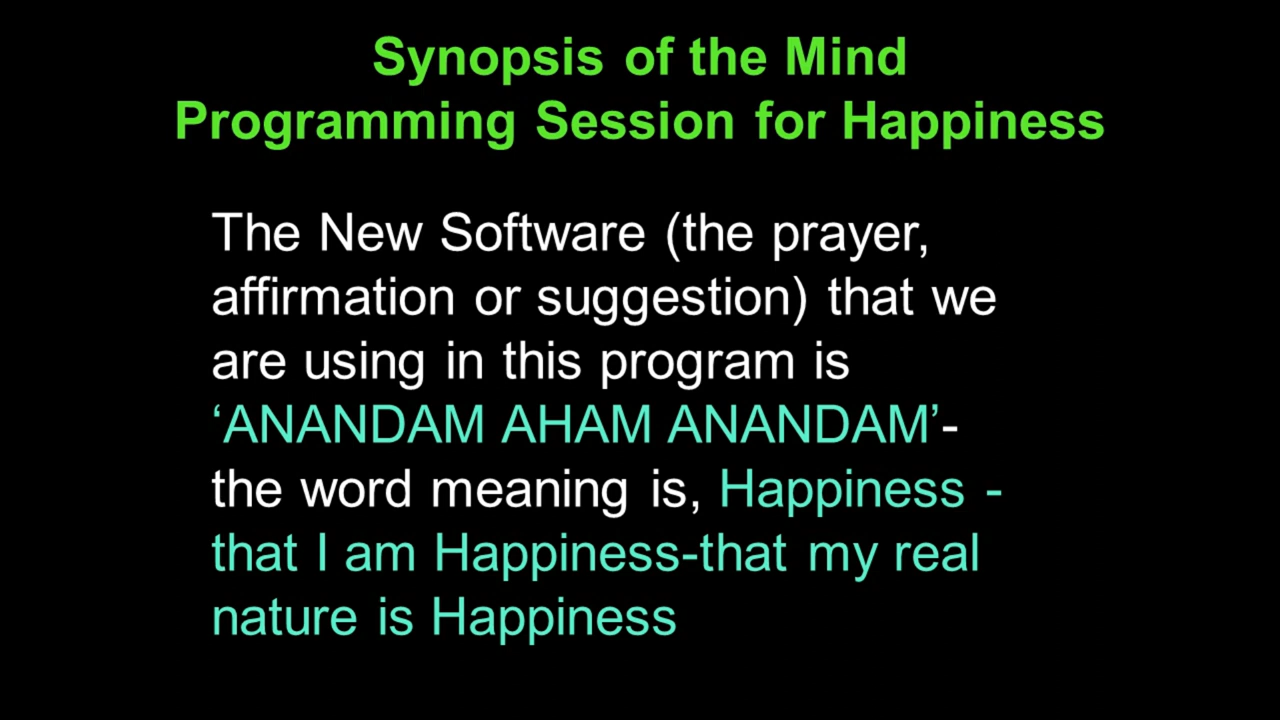 Synopsis of the Mind
Programming Session for Happiness
The New Software (the prayer,
affirmation or suggestion) that we
are using in this program is
‘ANANDAM AHAM ANANDAM’-
the word meaning is, Happiness -
that I am Happiness-that my real
nature is Happiness